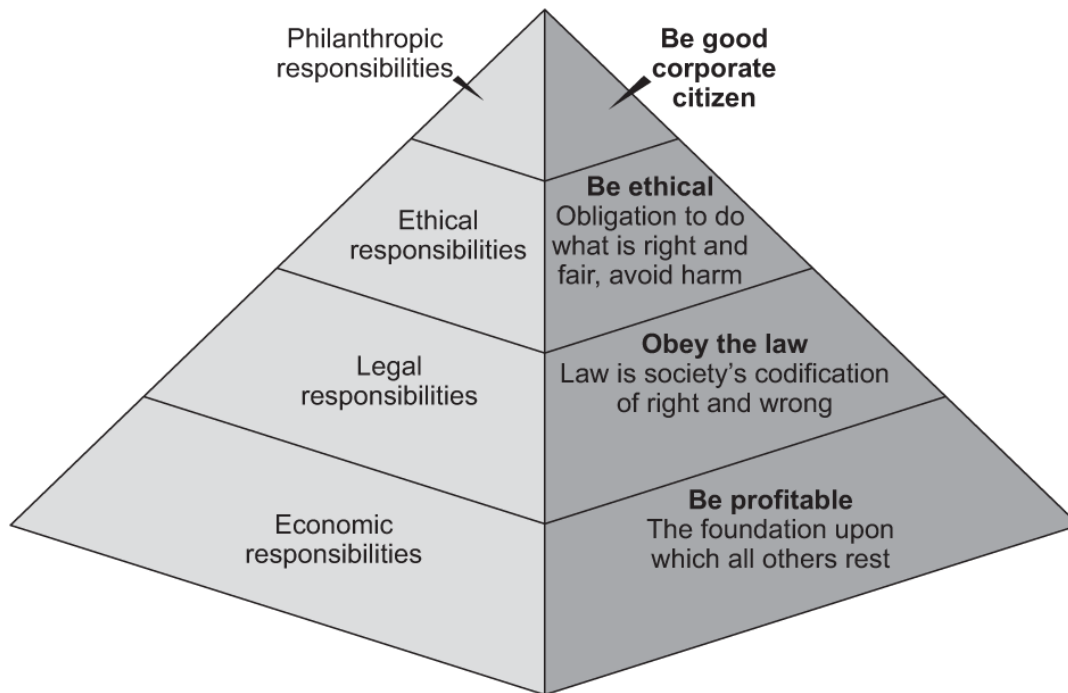 Philanthropic
responsibilities
Be good
corporate
citizen
Ethical
responsibilities
Be ethical
Obligation to do
what is right and
fair, avoid harm
Legal
responsibilities
Obey the law
Law is society’s codification
of right and wrong
Economic
responsibilities
Be profitable
The foundation upon
which all others rest